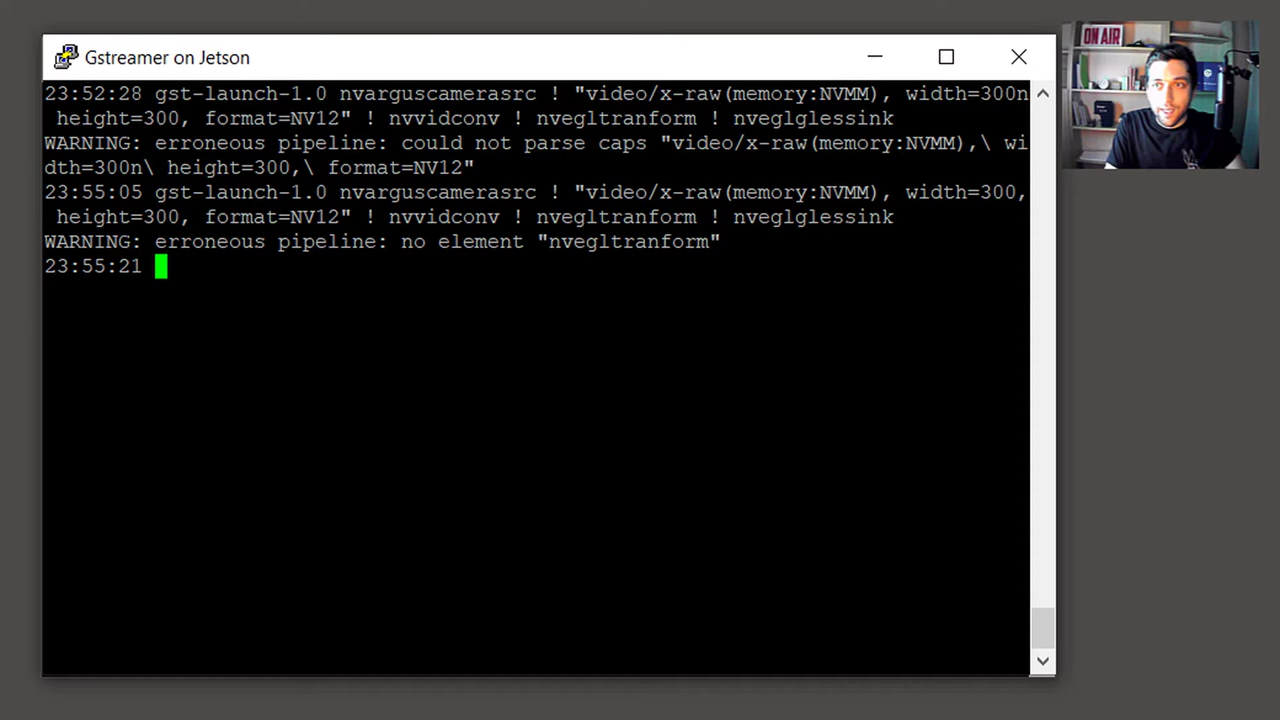 Gstreamer on Jetson
ON AIR
23:52:28 gst-launch-1.0 nvarguscamerasrc ! "video/x-raw(memory:NVMM), width=300n
height=300, format=NV12" ! nvvidconv ! nvegltranform ! nveglglessink
WARNING: erroneous pipeline: could not parse caps "video/x-raw(memory:NVMM),\ wi
dth=300n\ height=300,\ format=NV12"
23:55:05 gst-launch-1.0 nvarguscamerasrc ! "video/x-raw(memory:NVMM), width=300,
height=300, format=NV12" ! nvvidconv ! nvegltranform ! nveglglessink
WARNING: erroneous pipeline: no element "nvegltranform"
23:55:21